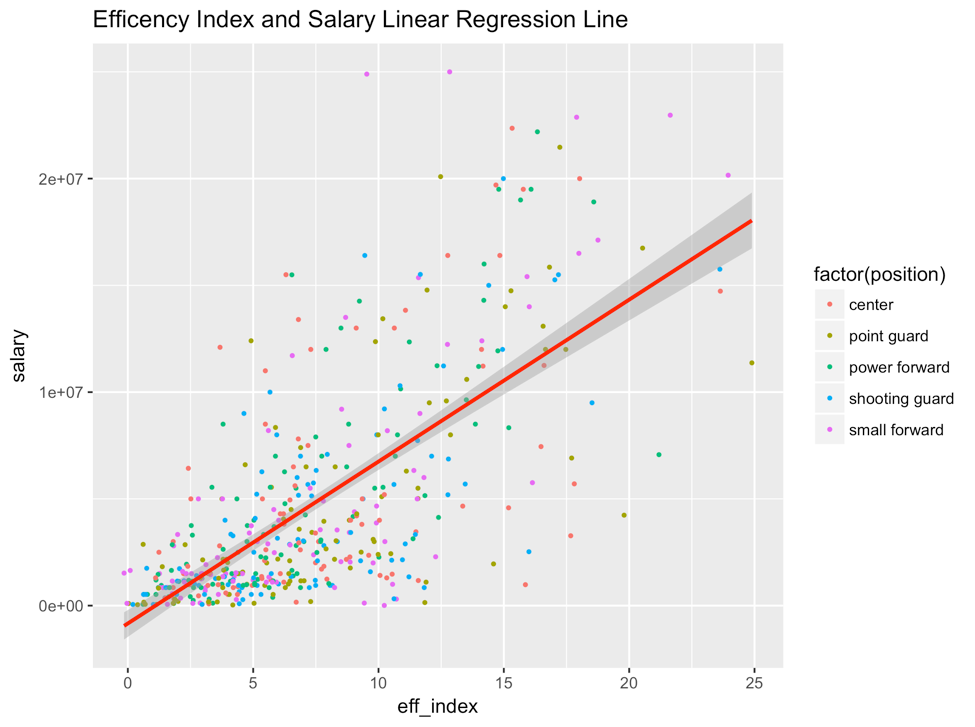 Efficency Index and Salary Linear Regression Line
2e+07
1e+07
0e+00
salary
0
5
10
15
20
25
eff_index
factor(position)
center
point guard
power forward
shooting guard
small forward